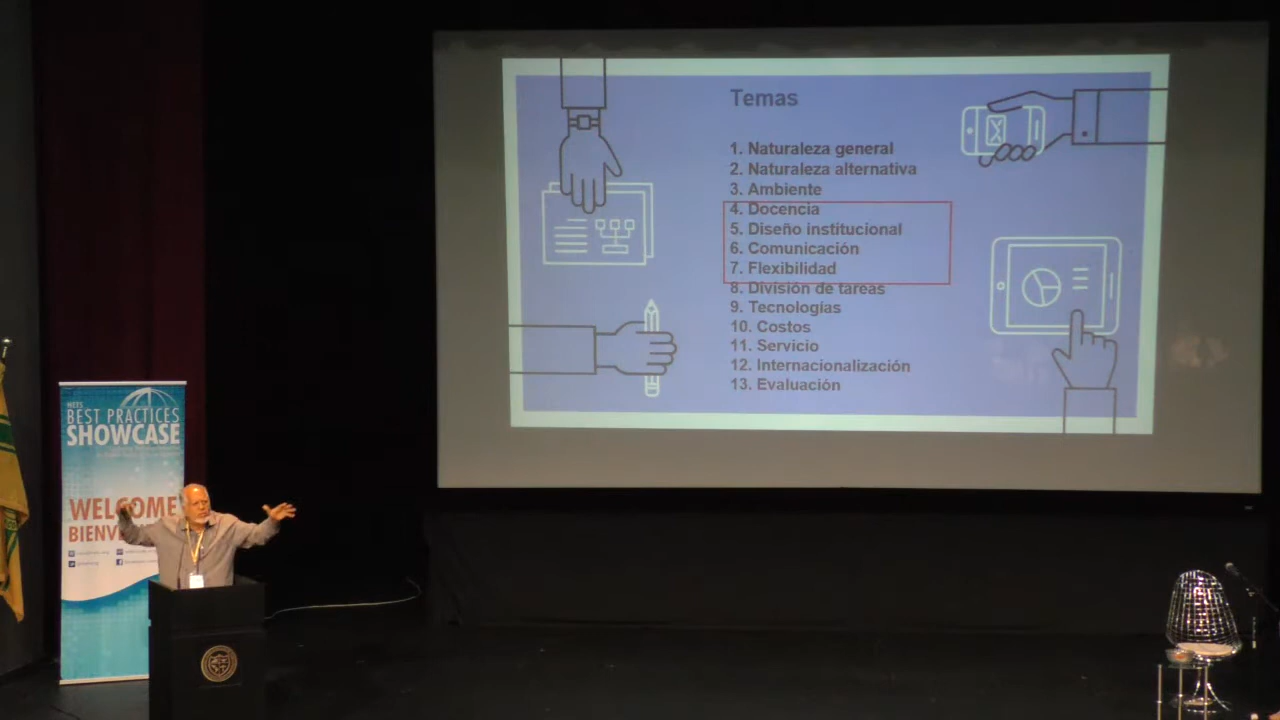 Temas
1. Naturaleza general
2. Naturaleza alternativa
3. Ambiente
4. Docencia
5. Diseño institucional
6. Comunicación
7. Flexibilidad
8. División de tareas
9. Tecnologías
10. Costos
11. Servicio
12. Internacionalización
13. Evaluación
HETS
BEST PRACTICES
SHOWCASE
WELCOME
BIENVE